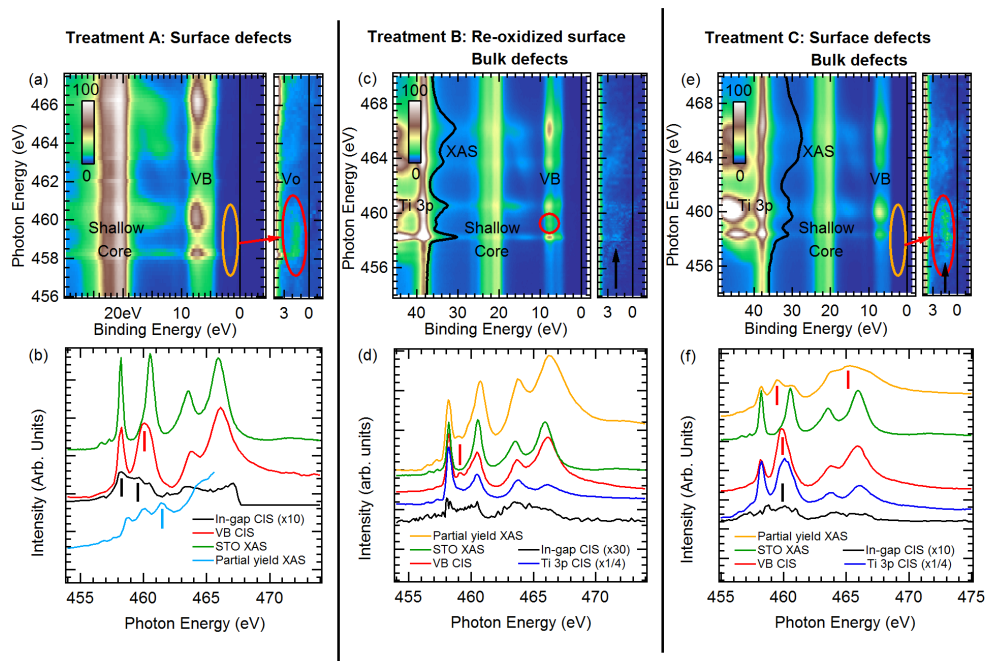 Treatment A: Surface defects
(a)
100
0
466
464
462
460
458
456
Photon Energy (eV)
VB
Vo
Shallow
Core
20eV
10
0
3
0
Binding Energy (eV)
(b)
Intensity (Arb. Units)
In-gap CIS (x10)
VB CIS
STO XAS
Partial yield XAS
455
460
465
470
Photon Energy (eV)
Treatment B: Re-oxidized surface
Bulk defects
(c)
100
0
468
464
460
456
Photon Energy (eV)
XAS
VB
Ti 3p
Shallow
Core
40
30
20
10
0
3
0
Binding Energy (eV)
(d)
Intensity (arb. Units)
Partial yield XAS
STO XAS
VB CIS
In-gap CIS (x30)
Ti 3p CIS (x1/4)
455
460
465
470
Photon Energy (eV)
Treatment C: Surface defects
Bulk defects
(e)
100
0
468
464
460
456
Photon Energy (eV)
XAS
VB
Ti 3p
Shallow
Core
40
30
20
10
0
3
0
Binding Energy (eV)
(f)
Intensity (Arb. Units)
Partial yield XAS
STO XAS
VB CIS
In-gap CIS (x10)
Ti 3p CIS (x1/4)
455
460
465
470
475
Photon Energy (eV)